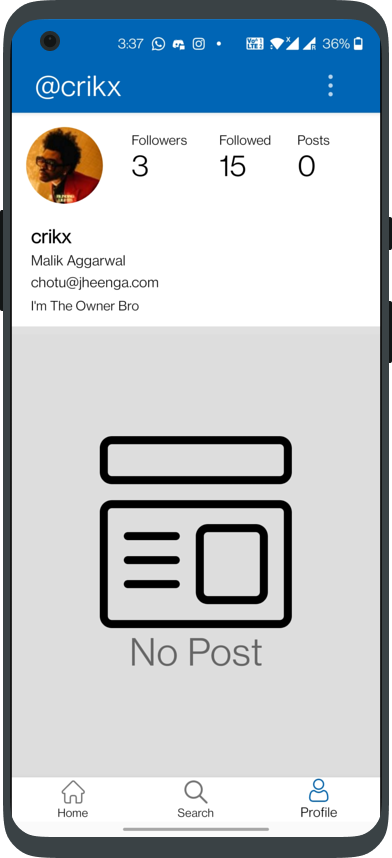 3:37
36%
@crikx
Followers Followed Posts
3 15 0
crikx
Malik Aggarwal
chotu@jheenga.com
I'm The Owner Bro
No Post
Home Search Profile